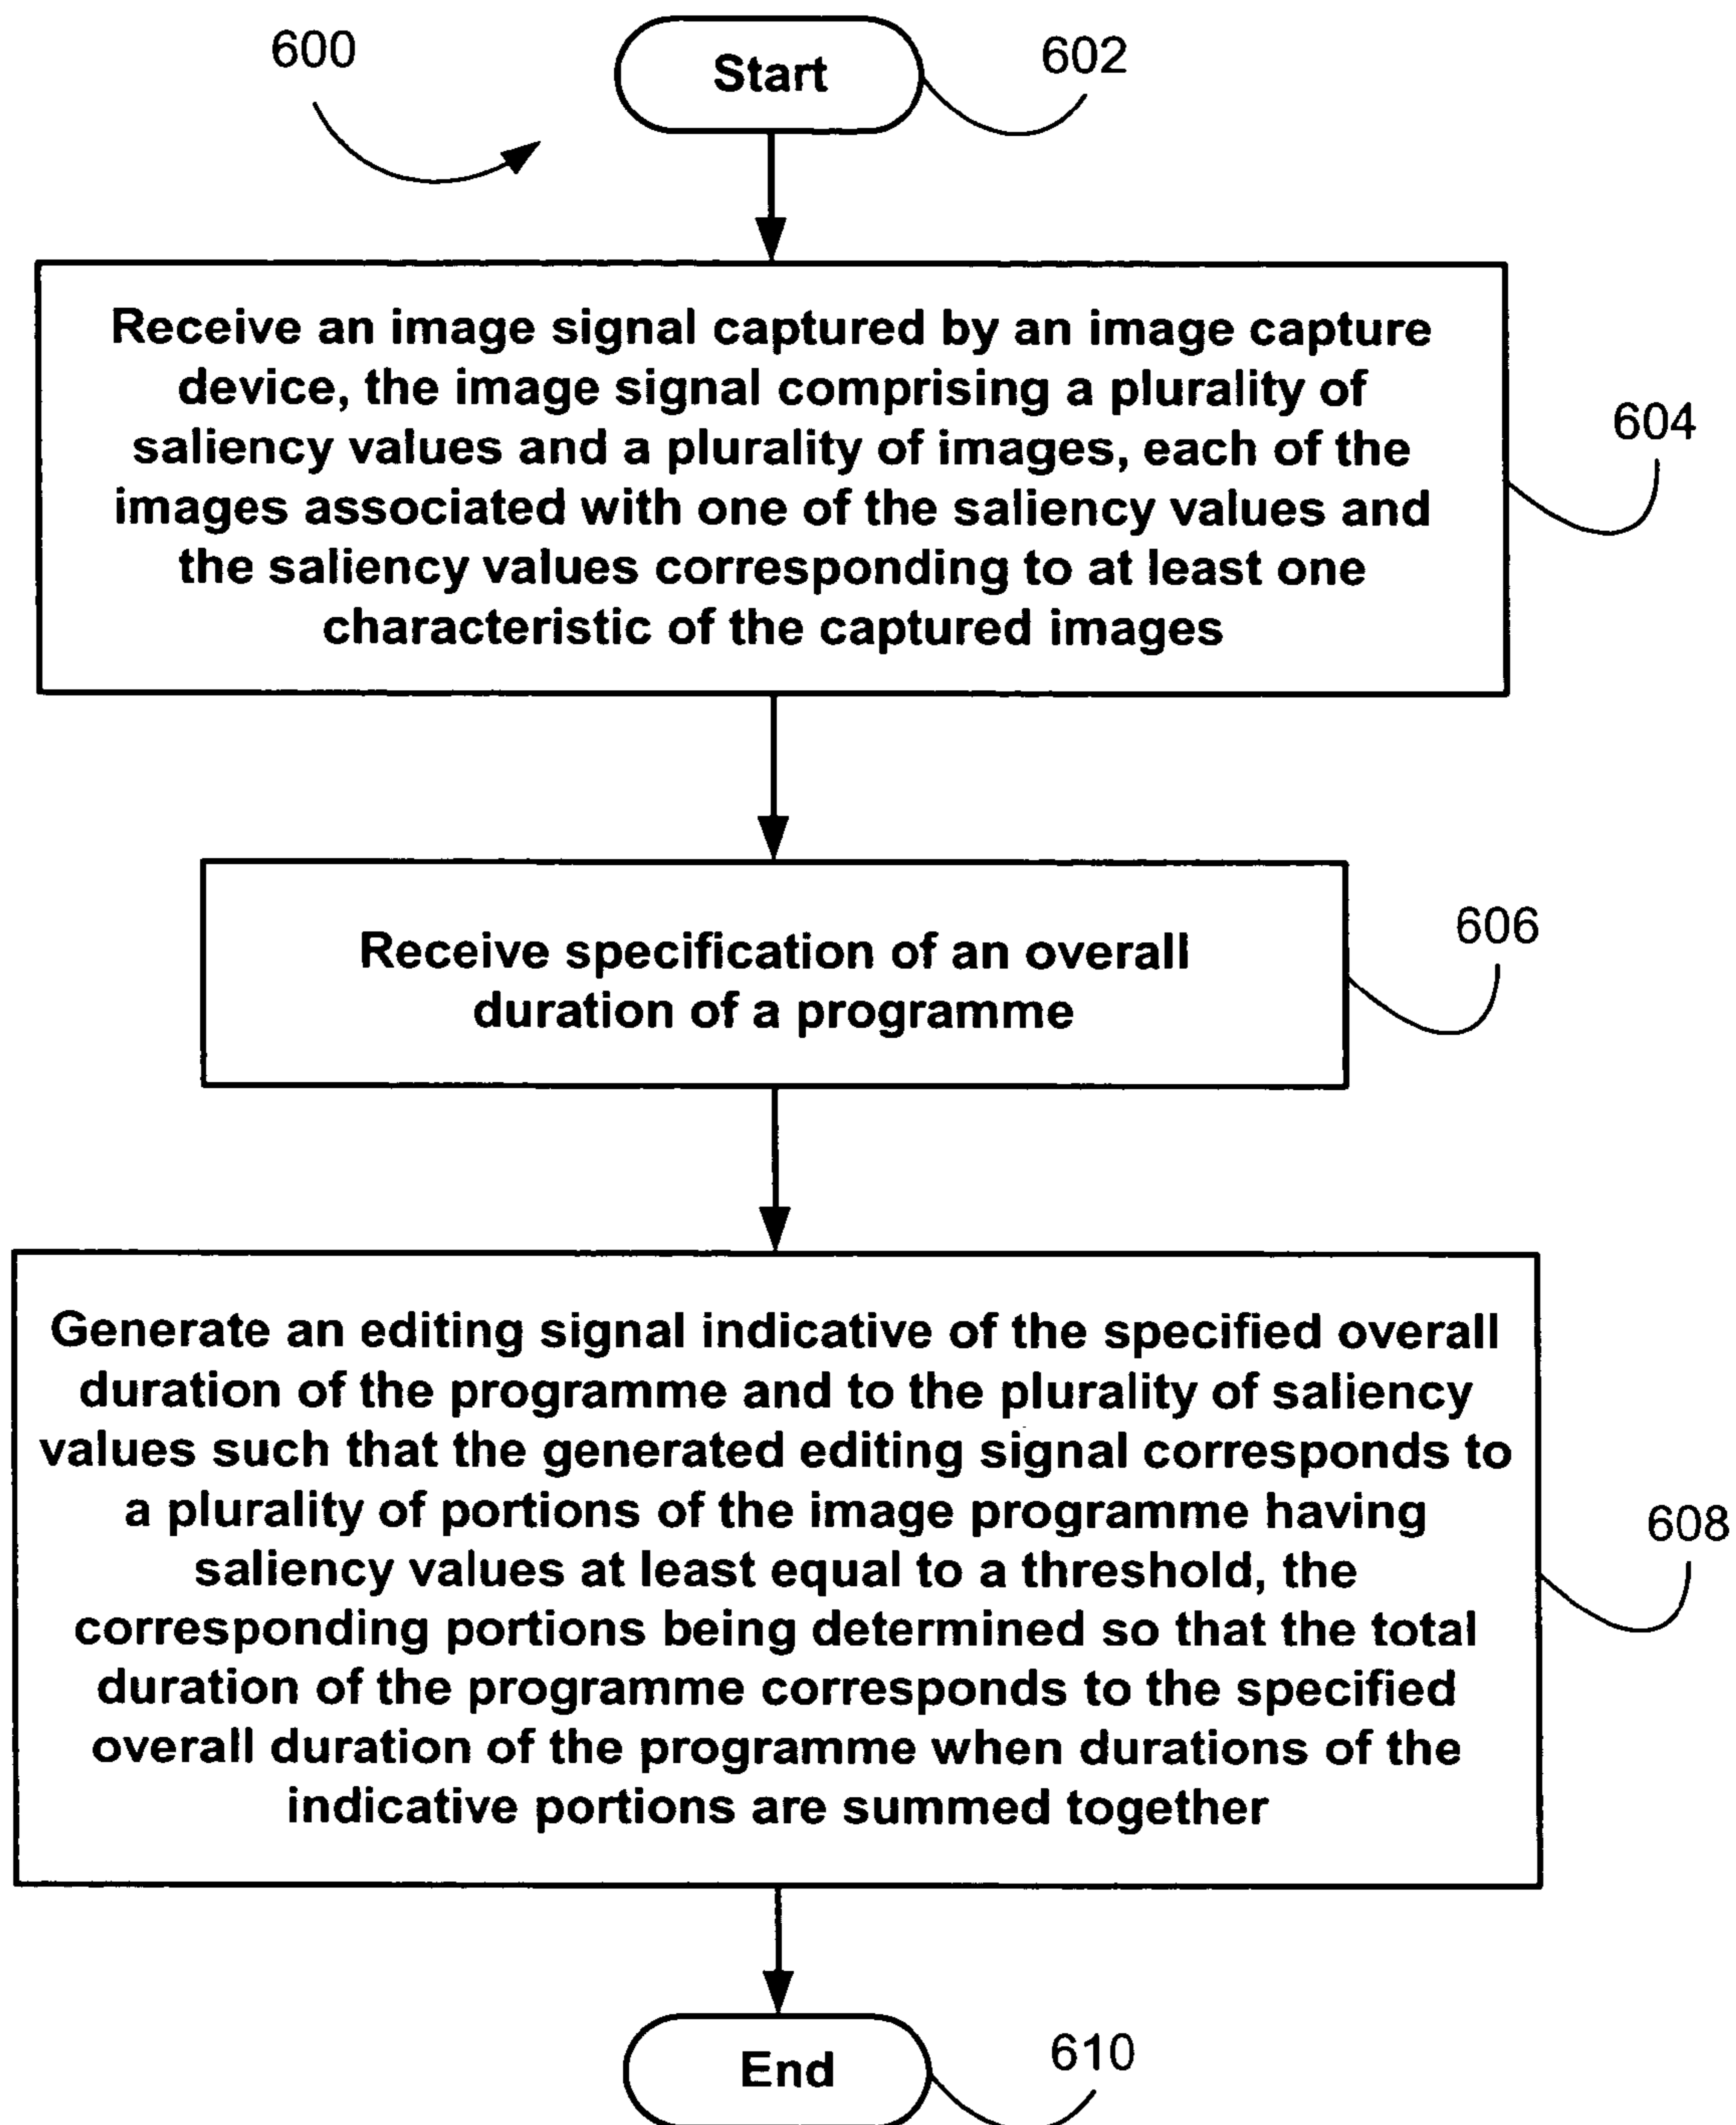 600
Start
602
Receive an image signal captured by an image capture
device, the image signal comprising a plurality of
saliency values and a plurality of images, each of the
images associated with one of the saliency values and
the saliency values corresponding to at least one
characteristic of the captured images
604
Receive specification of an overall
duration of a programme
606
Generate an editing signal indicative of the specified overall
duration of the programme and to the plurality of saliency
values such that the generated editing signal corresponds to
a plurality of portions of the image programme having
saliency values at least equal to a threshold, the
corresponding portions being determined so that the total
duration of the programme corresponds to the specified
overall duration of the programme when durations of the
indicative portions are summed together
608
End
610